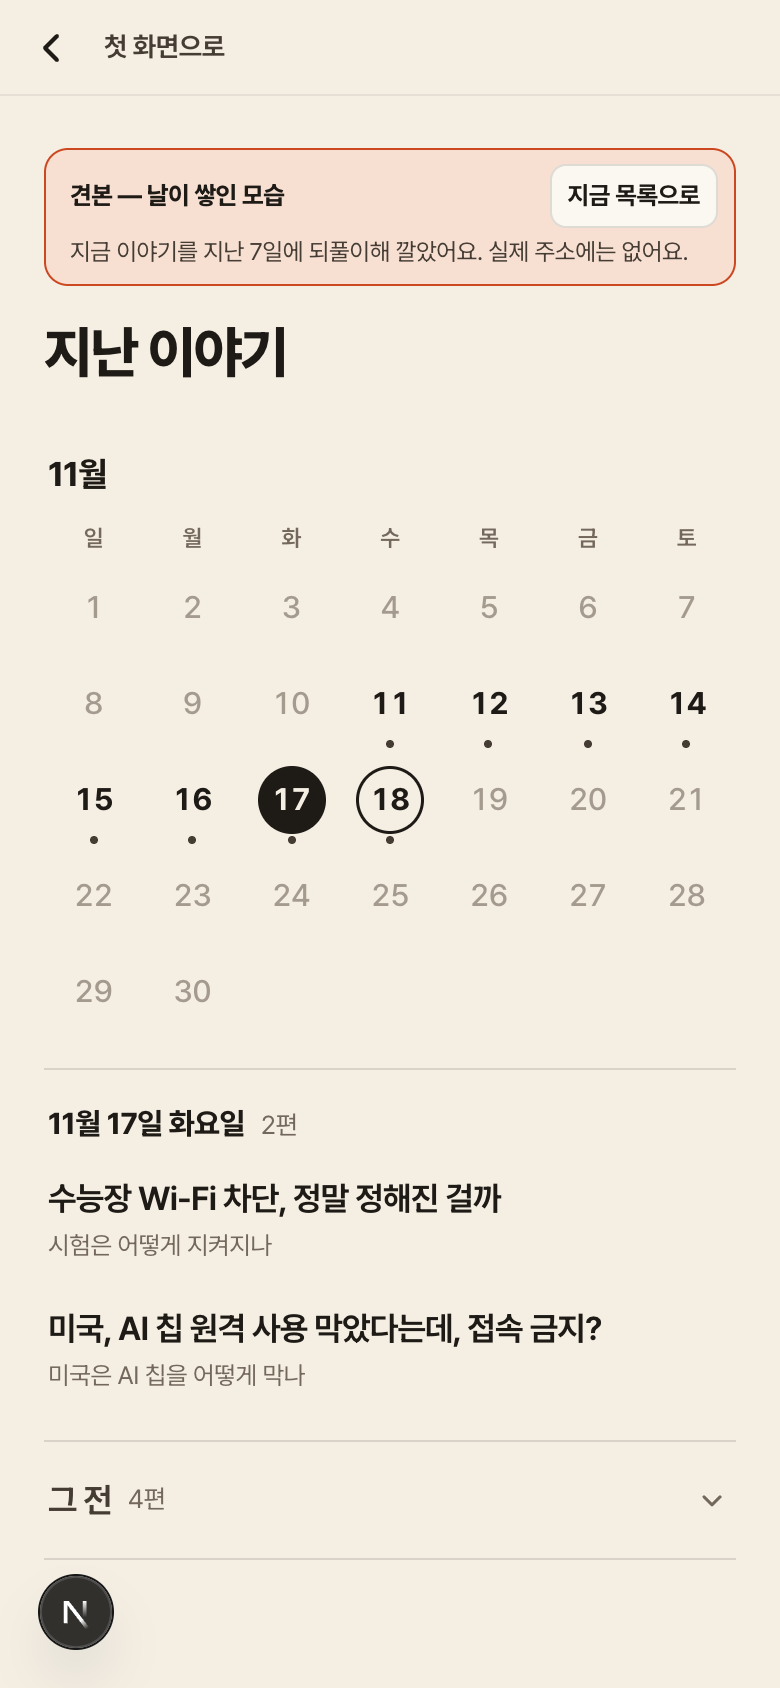 첫 화면으로
견본 — 날이 쌓인 모습
지금 목록으로
지금 이야기를 지난 7일에 되풀이해 깔았어요. 실제 주소에는 없어요.
지난 이야기
11월
일 월 화 수 목 금 토
1 2 3 4 5 6 7
8 9 10 11 12 13 14
15 16 17 18 19 20 21
22 23 24 25 26 27 28
29 30
11월 17일 화요일 2편
수능장 Wi-Fi 차단, 정말 정해진 걸까
시험은 어떻게 지켜지나
미국, AI 칩 원격 사용 막았다는데, 접속 금지?
미국은 AI 칩을 어떻게 막나
그 전 4편
N